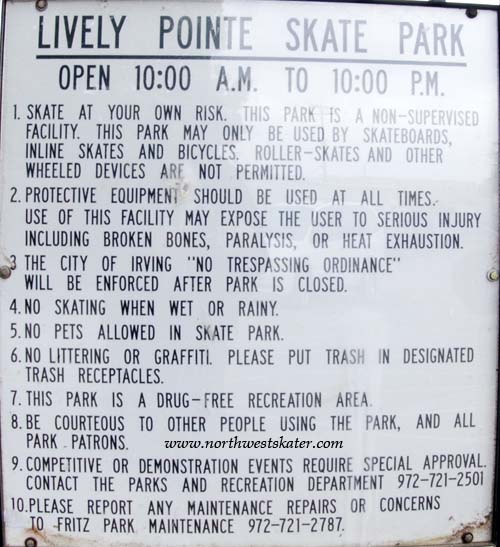 LIVELY POINTE SKATE PARK
OPEN 10:00 A.M. TO 10:00 P.M.
1. SKATE AT YOUR OWN RISK. THIS PARK IS A NON-SUPERVISED
FACILITY. THIS PARK MAY ONLY BE USED BY SKATEBOARDS,
INLINE SKATES AND BICYCLES. ROLLER-SKATES AND OTHER
WHEELED DEVICES ARE NOT PERMITTED.
2. PROTECTIVE EQUIPMENT SHOULD BE USED AT ALL TIMES.
USE OF THIS FACILITY MAY EXPOSE THE USER TO SERIOUS INJURY
INCLUDING BROKEN BONES, PARALYSIS, OR HEAT EXHAUSTION.
3 THE CITY OF IRVING "NO TRESPASSING ORDINANCE"
WILL BE ENFORCED AFTER PARK IS CLOSED.
4. NO SKATING WHEN WET OR RAINY.
5. NO PETS ALLOWED IN SKATE PARK.
6. NO LITTERING OR GRAFFITI. PLEASE PUT TRASH IN DESIGNATED
TRASH RECEPTACLES.
7. THIS PARK IS A DRUG-FREE RECREATION AREA.
8. BE COURTEOUS TO OTHER PEOPLE USING THE PARK, AND ALL
PARK PATRONS.
www.northwestskater.com
9. COMPETITIVE OR DEMONSTRATION EVENTS REQUIRE SPECIAL APPROVAL.
CONTACT THE PARKS AND RECREATION DEPARTMENT 972-721-2501
10. PLEASE REPORT ANY MAINTENANCE REPAIRS OR CONCERNS
TO FRITZ PARK MAINTENANCE 972-721-2787.